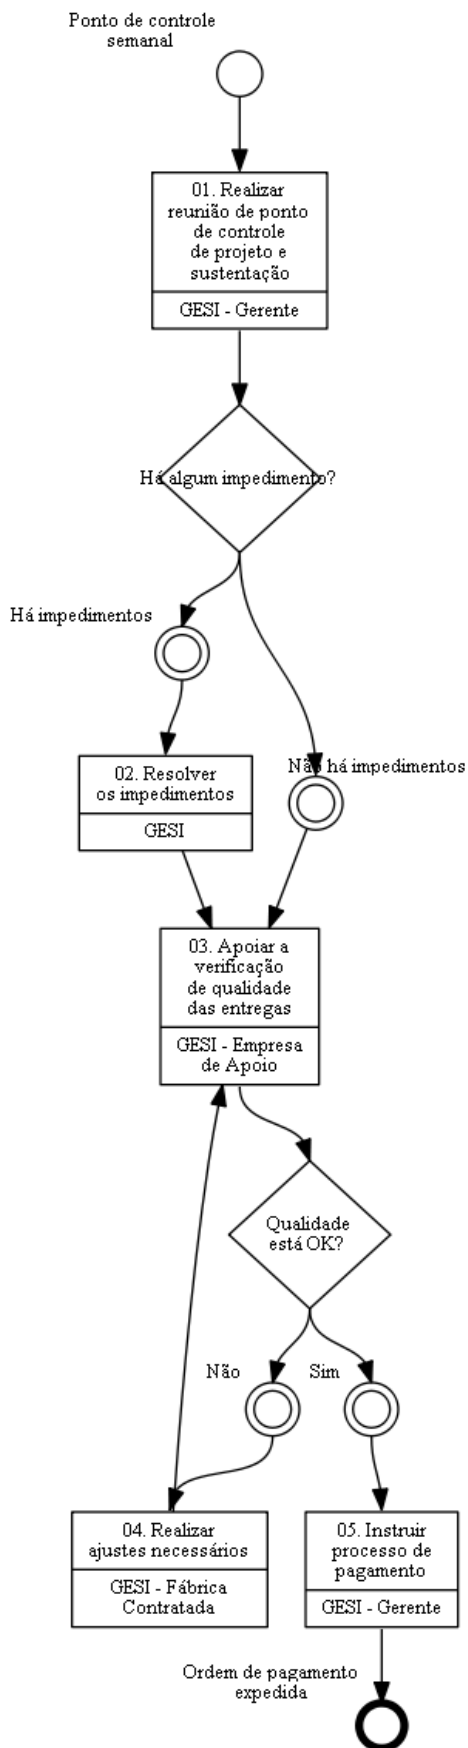 Ponto de controle
semanal
01. Realizar
reunião de ponto
de controle
de projeto e
sustentação
GESI - Gerente
Há algum impedimento?
Há impedimentos
Não há impedimentos
02. Resolver
os impedimentos
GESI
03. Apoiar a
verificação
de qualidade
das entregas
GESI - Empresa
de Apoio
Qualidade
está OK?
Não
Sim
04. Realizar
ajustes necessários
GESI - Fábrica
Contratada
05. Instruir
processo de
pagamento
GESI - Gerente
Ordem de pagamento
expedida